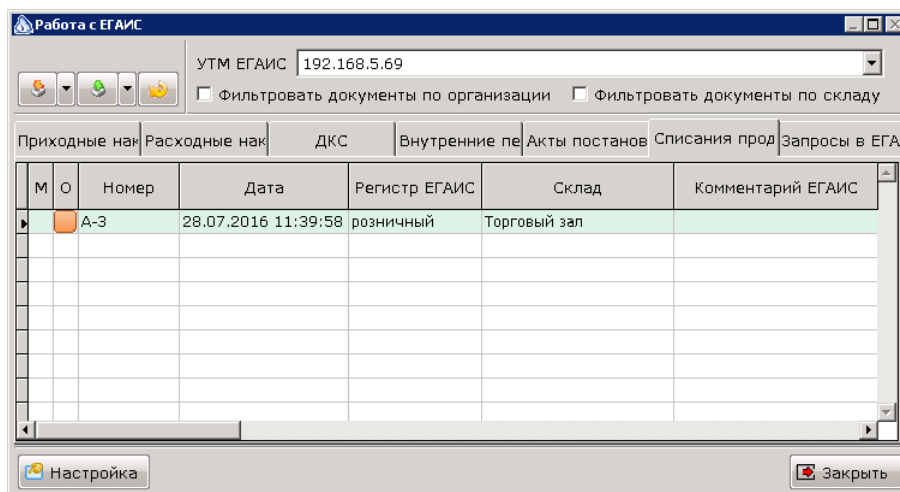 Работа с ЕГАИС
УТМ ЕГАИС 192.168.5.69
Фильтровать документы по организации Фильтровать документы по складу
Приходные нак Расходные нак ДКС Внутренние пе Акты постанов Списания прод Запросы в ЕГА
М О Номер Дата Регистр ЕГАИС Склад Комментарий ЕГАИС
А-3 28.07.2016 11:39:58 розничный Торговый зал
Настройка Закрыть